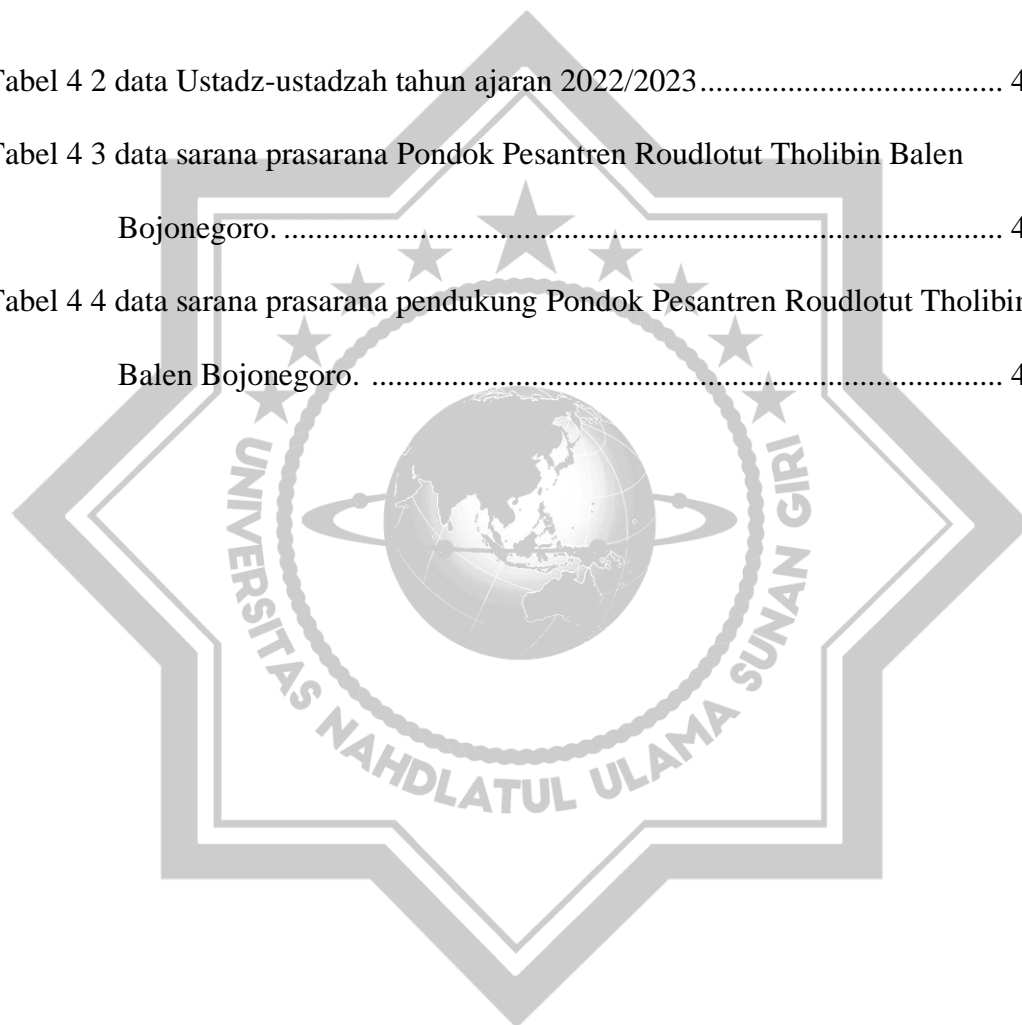 Tabel 4 2 data Ustadz-ustadzah tahun ajaran 2022/2023.................................... 4
Tabel 4 3 data sarana prasarana Pondok Pesantren Roudlotut Tholibin Balen
Bojonegoro. ......................................................................................... 4
Tabel 4 4 data sarana prasarana pendukung Pondok Pesantren Roudlotut Tholibin
Balen Bojonegoro. .............................................................................. 4
UNIVERSITAS NAHDLATUL ULAMA SUNAN GIRI